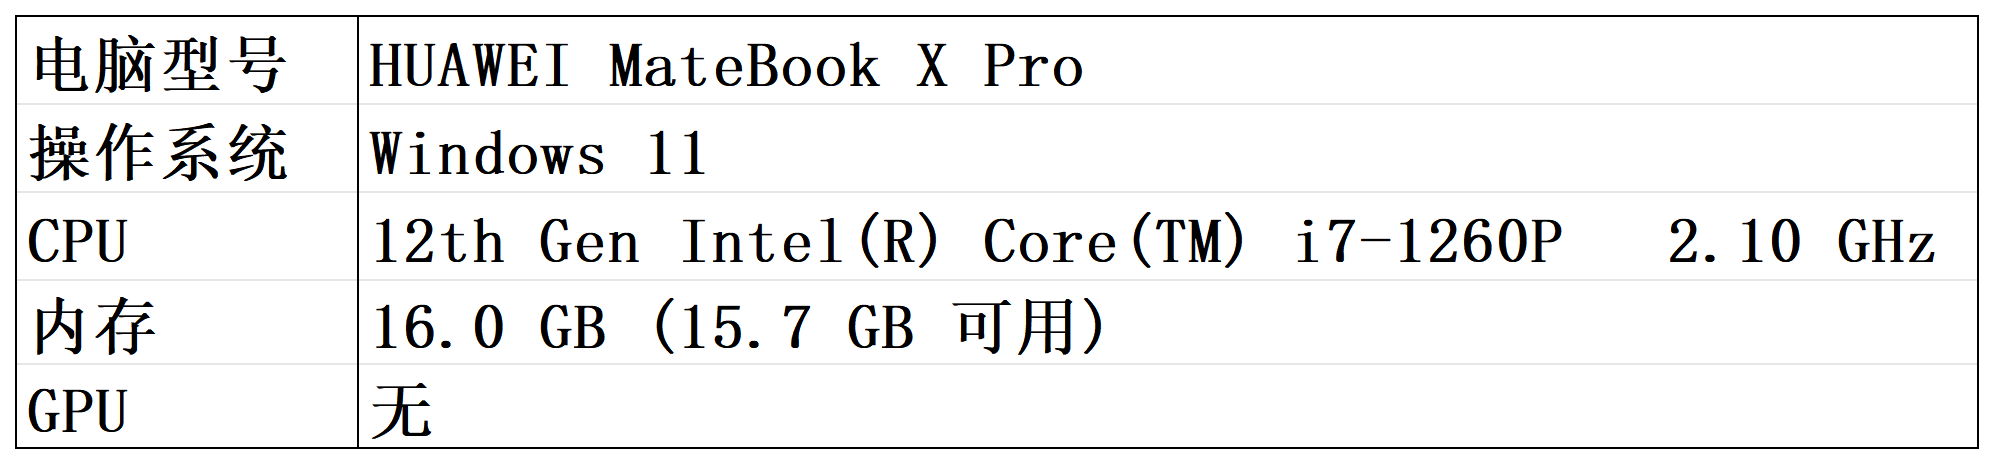 电脑型号 HUAWEI MateBook X Pro
操作系统 Windows 11
CPU 12th Gen Intel(R) Core(TM) i7-1260P   2.10 GHz
内存 16.0 GB (15.7 GB 可用)
GPU 无